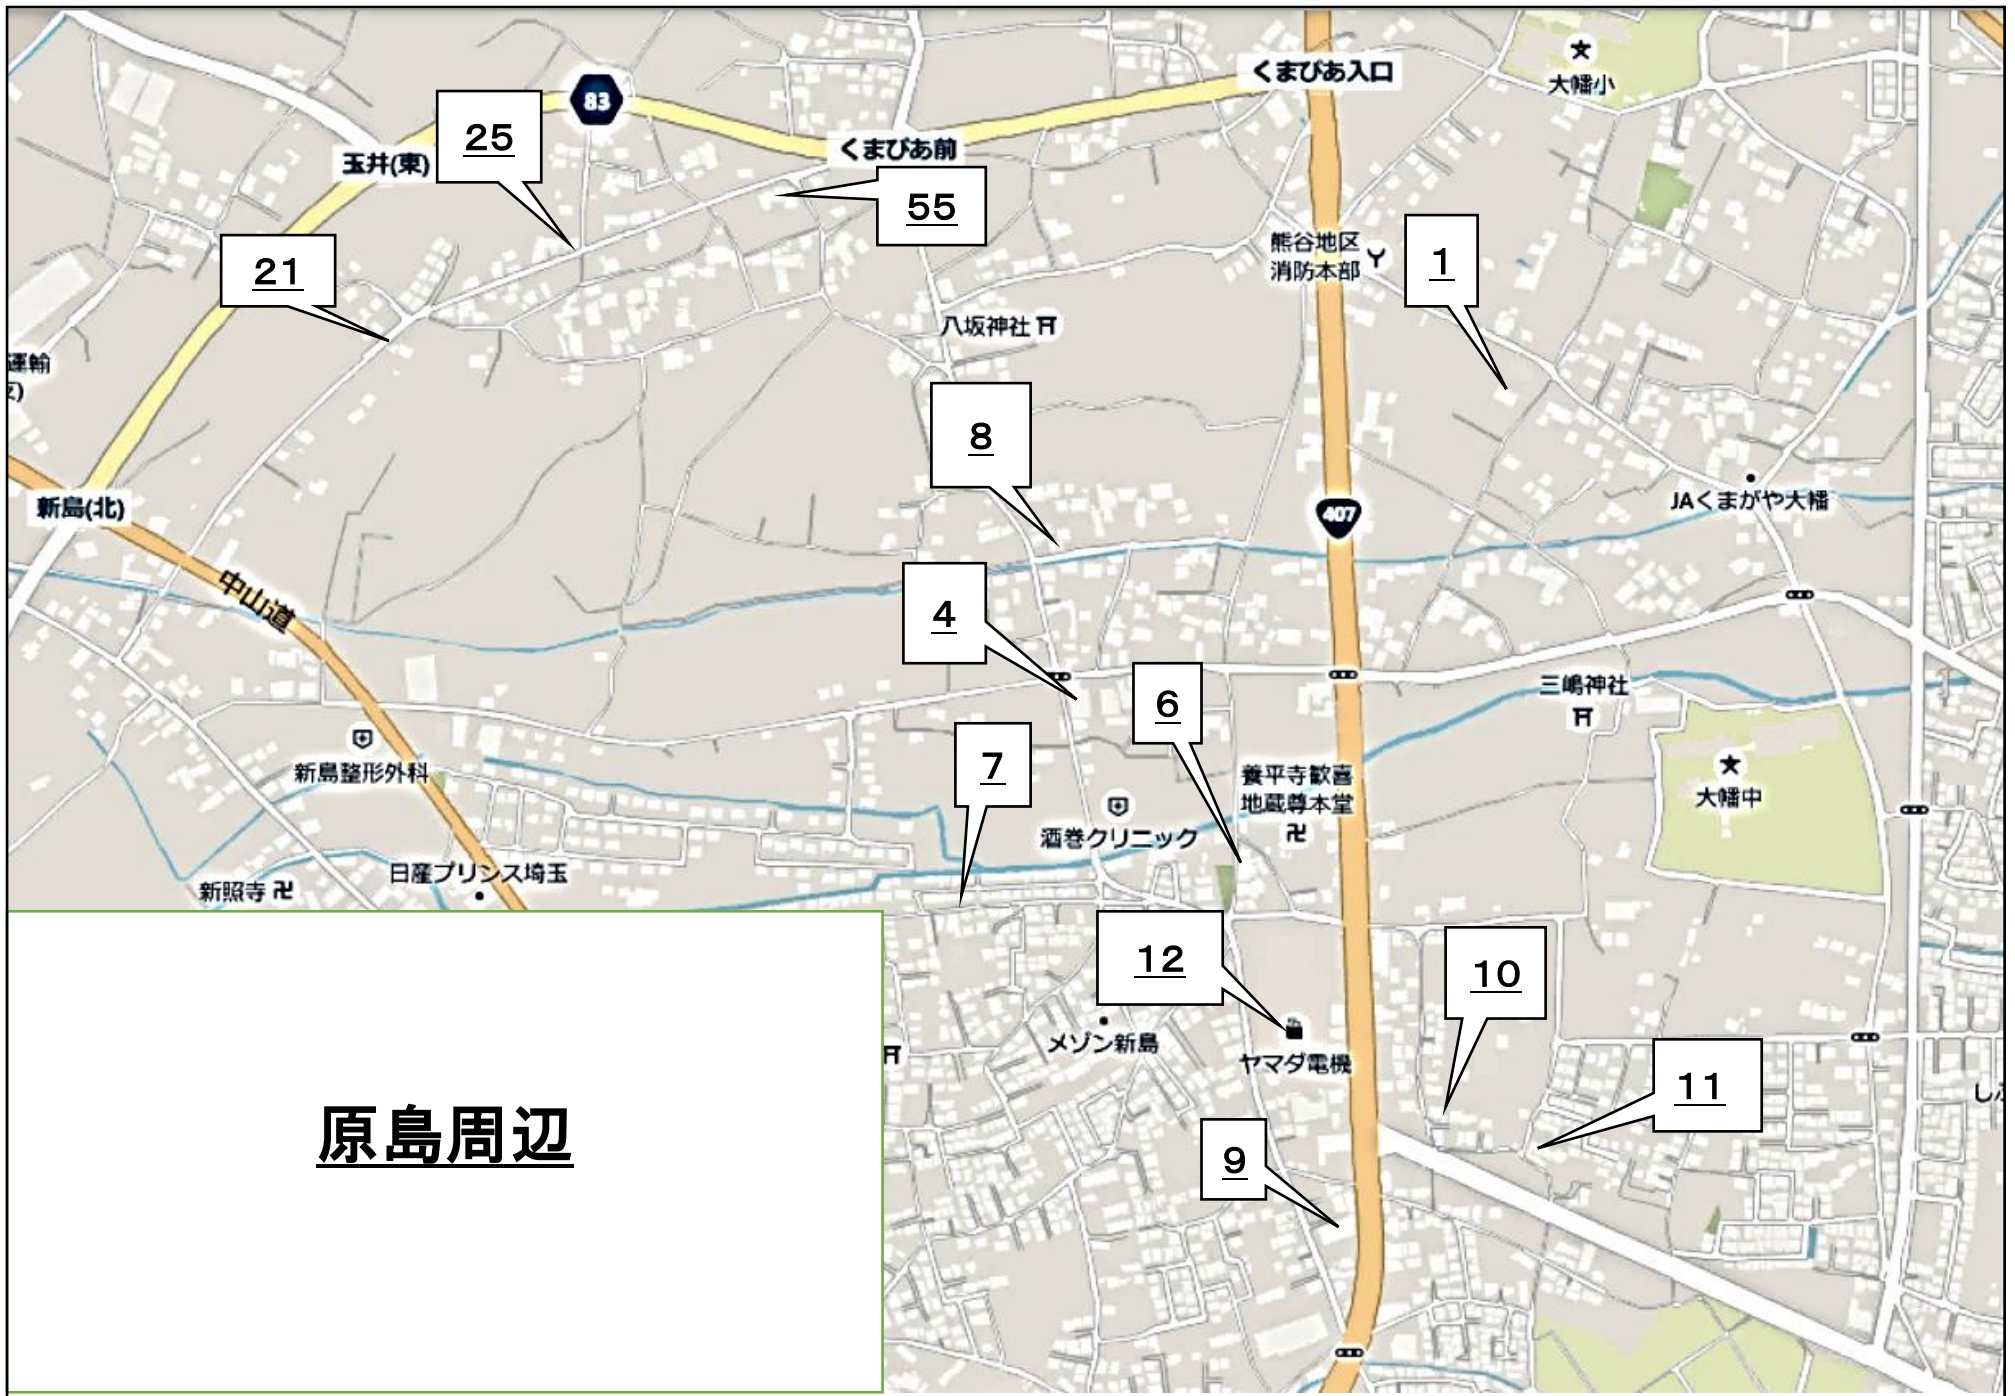 くまぴあ入口
大幡小
83
25
玉井(東)
くまぴあ前
55
21
熊谷地区
消防本部
1
八坂神社
運輸
8
JAくまがや大幡
新島(北)
407
中山道
4
6
三嶋神社
新島整形外科
7
養平寺歓喜
地蔵尊本堂
大幡中
酒巻クリニック
日産プリンス埼玉
新照寺
12
10
メゾン新島
ヤマダ電機
11
原島周辺
9